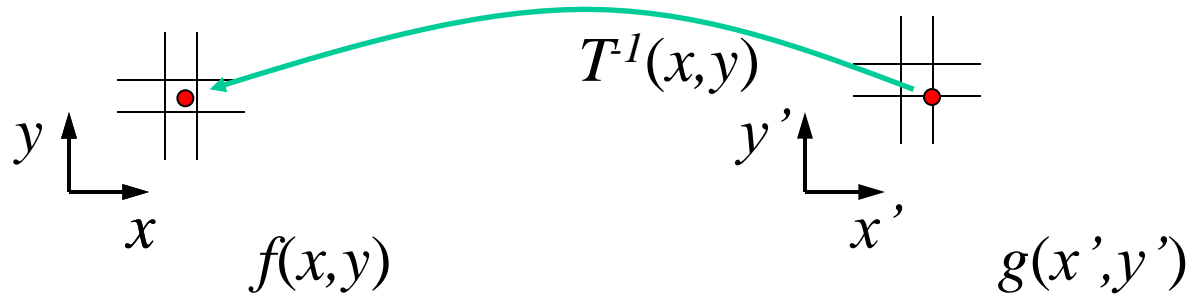 T⁻¹(x,y)
y
y’
x
x’
f(x,y)
g(x’,y’)